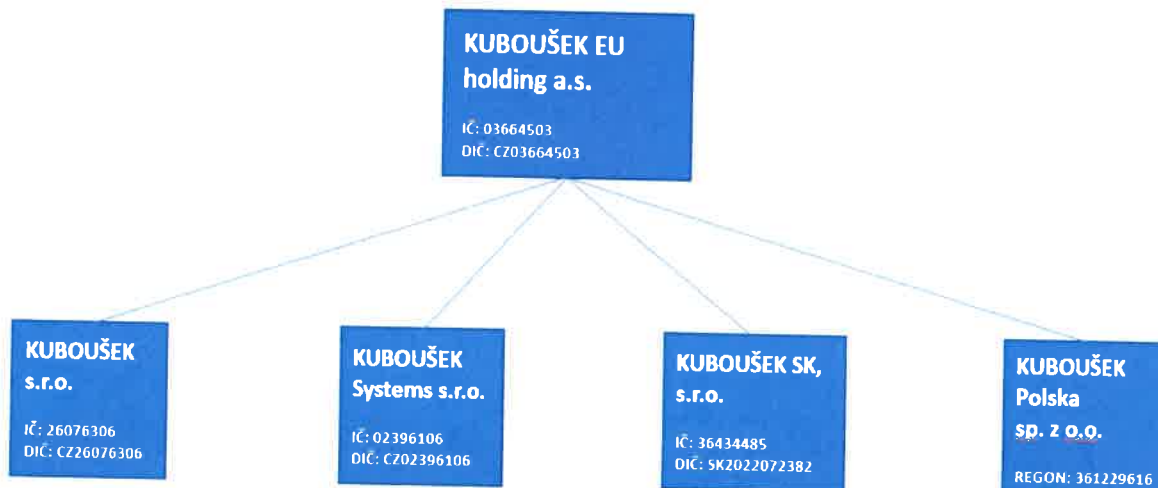 KUBOUŠEK EU
holding a.s.
IČ: 03664503
DIČ: CZ03664503
KUBOUŠEK
s.r.o.
IČ: 26076306
DIČ: CZ26076306
KUBOUŠEK
Systems s.r.o.
IČ: 02396106
DIČ: CZ02396106
KUBOUŠEK SK,
s.r.o.
IČ: 36434485
DIČ: SK2022072382
KUBOUŠEK
Polska
sp. z o.o.
REGON: 361229616